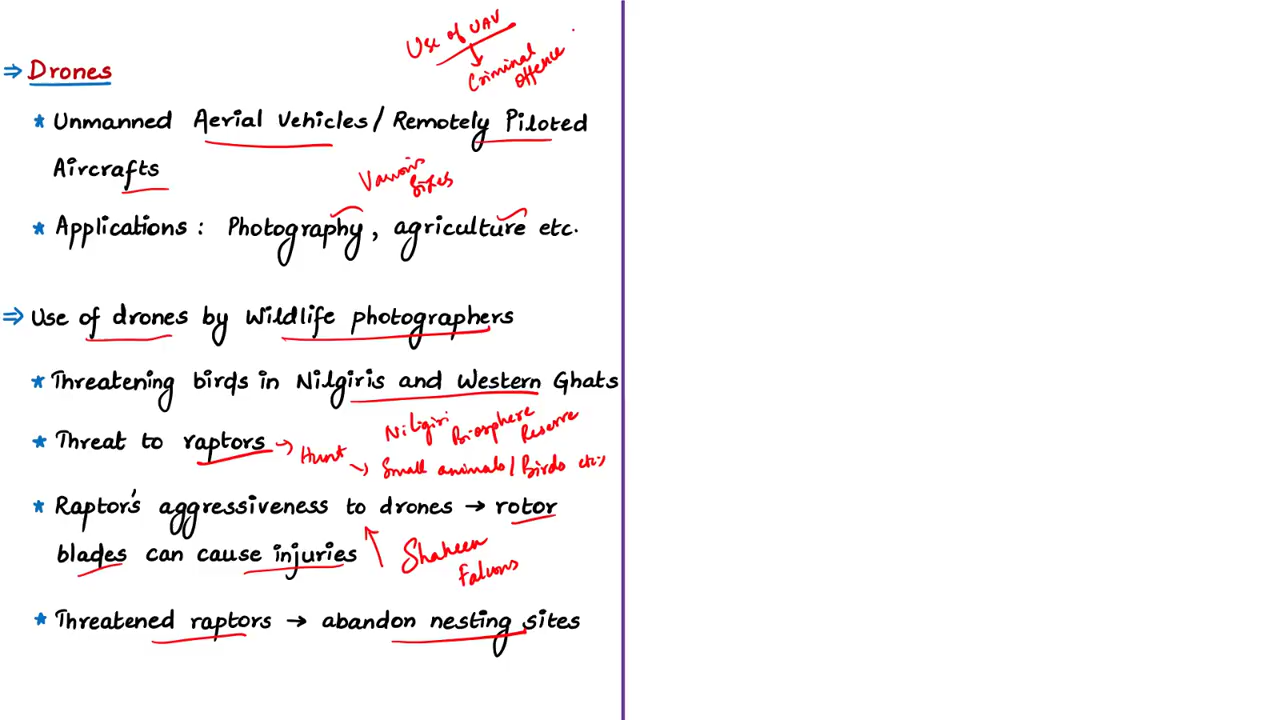 Use of UAV
Criminal
Offence
⇒ Drones
* Unmanned Aerial Vehicles / Remotely Piloted
Aircrafts
Various
Sizes
* Applications : Photography, agriculture etc.
⇒ Use of drones by Wildlife photographers
* Threatening birds in Nilgiris and Western Ghats
* Threat to raptors → Hunt
Niligiri Biosphere Reserve
→ Small animals / Birds etc;
* Raptor's aggressiveness to drones → rotor
blades can cause injuries
Shaheen
Falcons
* Threatened raptors → abandon nesting sites